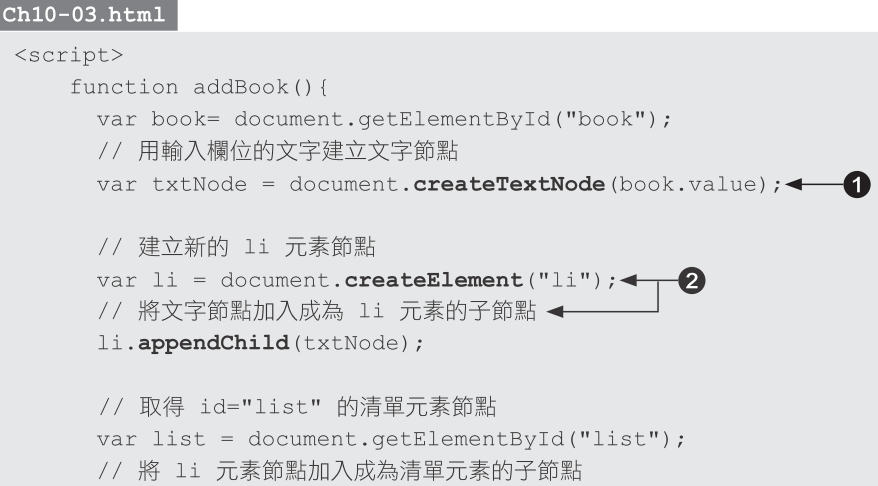 Ch10-03.html
<script>
function addBook(){
var book= document.getElementById("book");
// 用輸入欄位的文字建立文字節點
var txtNode = document.createTextNode(book.value); 1
// 建立新的 li 元素節點
var li = document.createElement("li"); 2
// 將文字節點加入成為 li 元素的子節點
li.appendChild(txtNode);
// 取得 id="list" 的清單元素節點
var list = document.getElementById("list");
// 將 li 元素節點加入成為清單元素的子節點